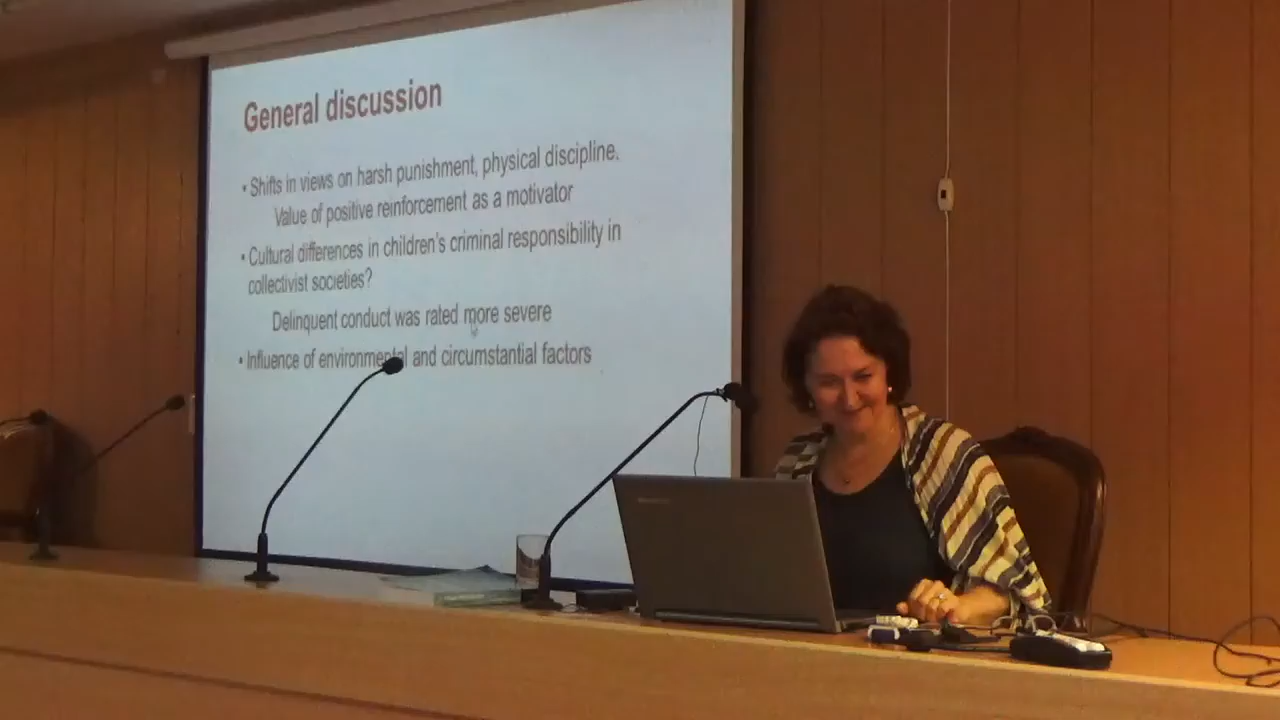 General discussion
• Shifts in views on harsh punishment, physical discipline.
Value of positive reinforcement as a motivator
• Cultural differences in children's criminal responsibility in
collectivist societies?
Delinquent conduct was rated more severe
• Influence of environmental and circumstantial factors